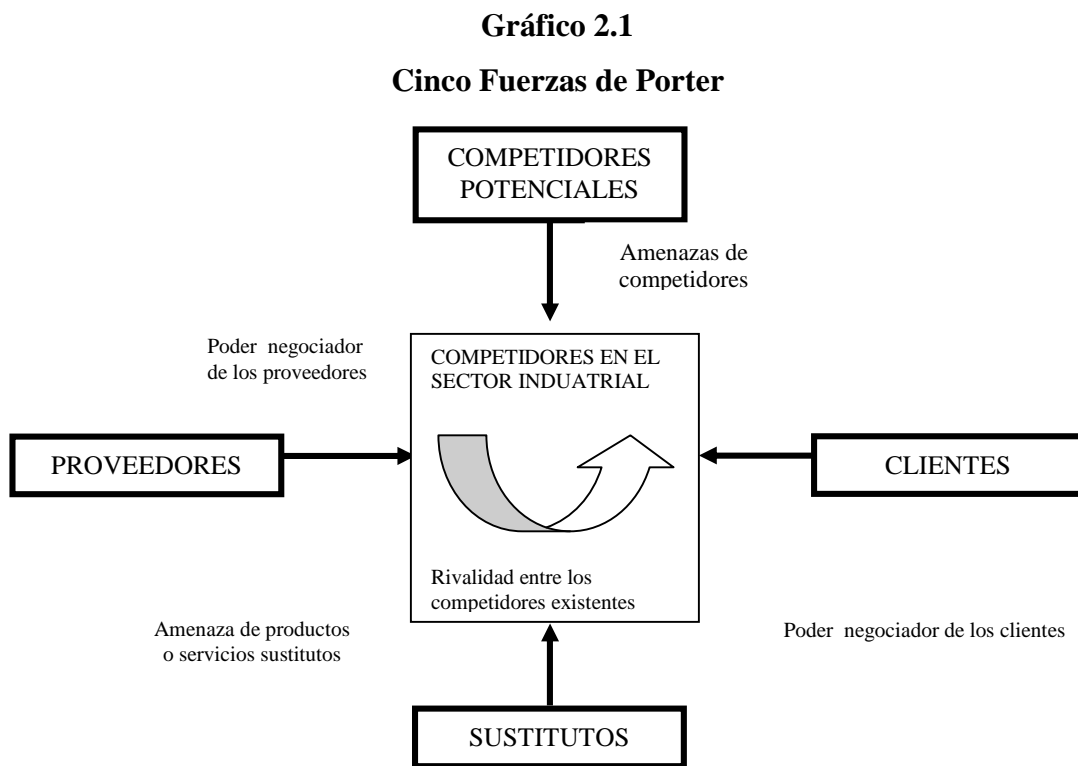 Gráfico 2.1
Cinco Fuerzas de Porter
COMPETIDORES
POTENCIALES
Amenazas de
competidores
Poder negociador
de los proveedores
COMPETIDORES EN EL
SECTOR INDUATRIAL
PROVEEDORES
CLIENTES
Rivalidad entre los
competidores existentes
Amenaza de productos
o servicios sustitutos
Poder negociador de los clientes
SUSTITUTOS